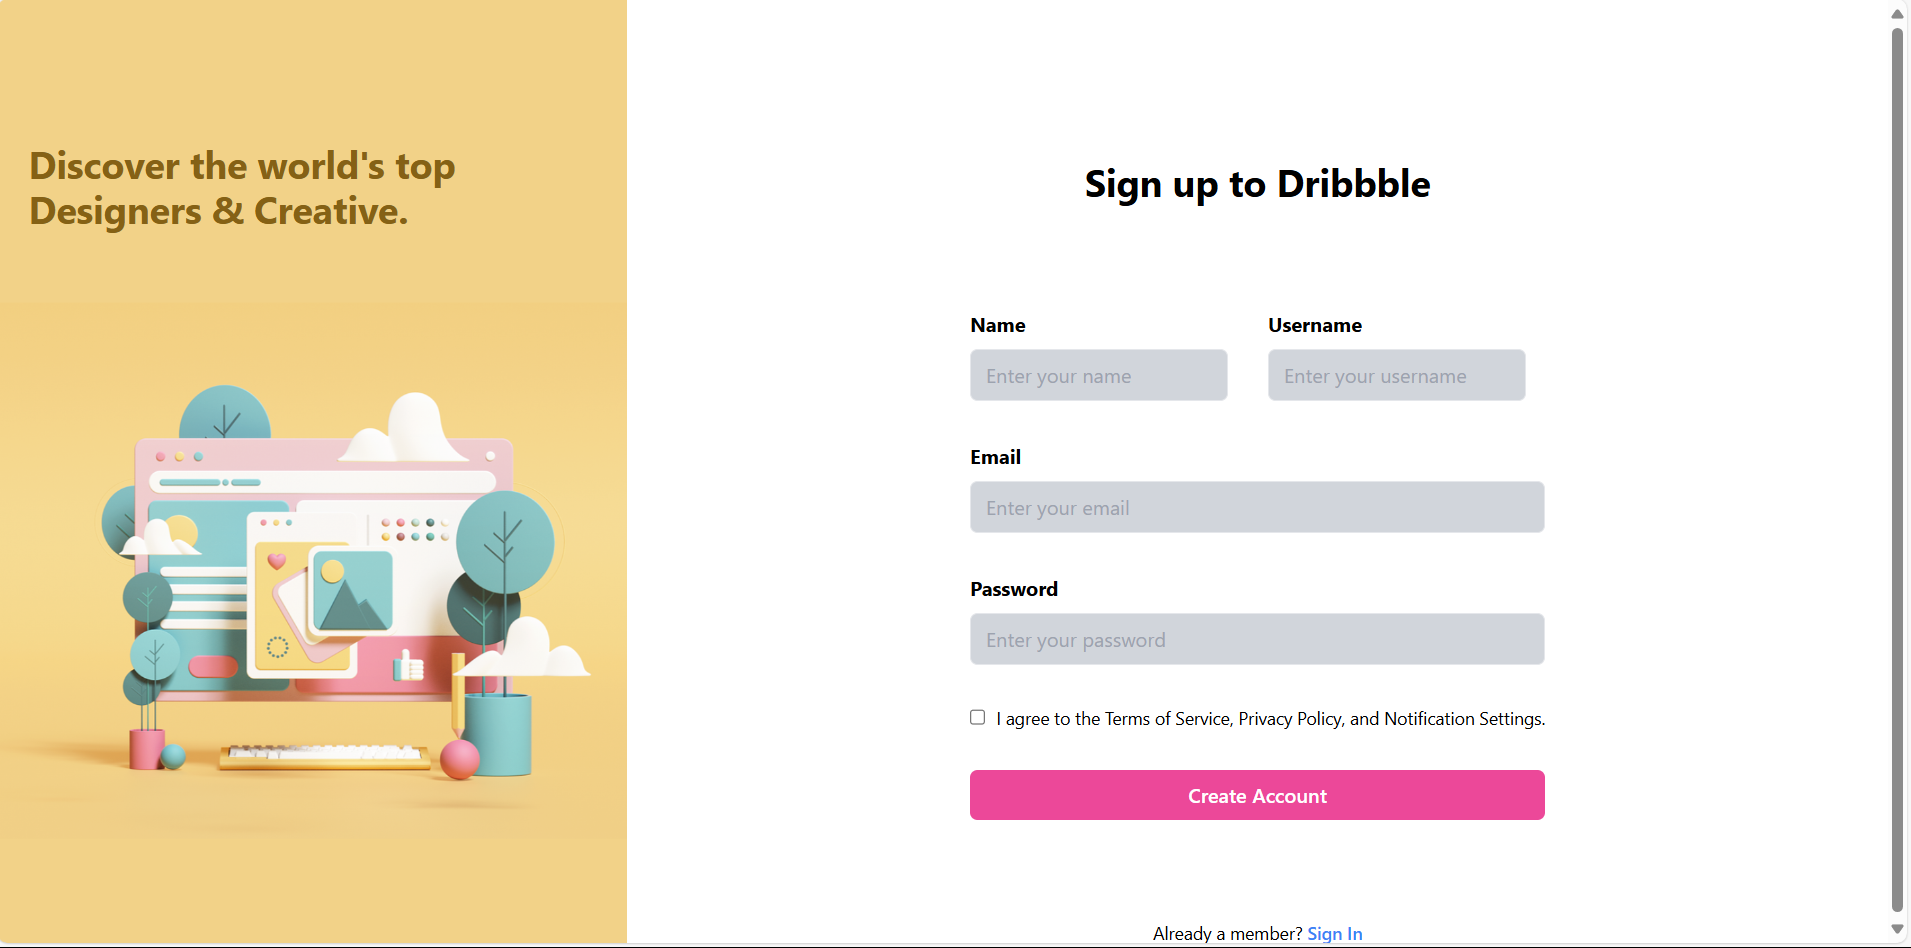 Discover the world's top
Designers & Creative.
Sign up to Dribbble
Name
Username
Enter your name
Enter your username
Email
Enter your email
Password
Enter your password
I agree to the Terms of Service, Privacy Policy, and Notification Settings.
Create Account
Already a member? Sign In